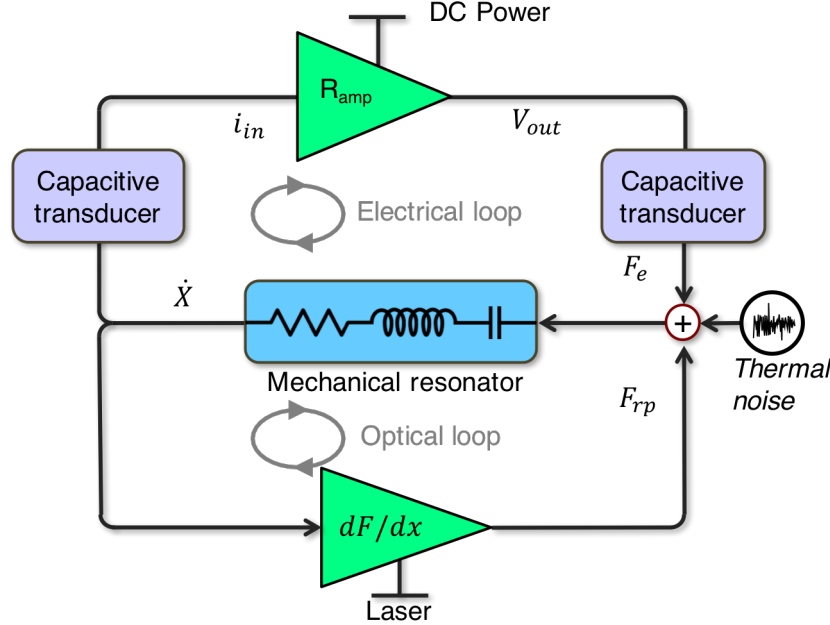 DC Power
R_amp
i_in
V_out
Capacitive
transducer
Capacitive
transducer
Electrical loop
F_e
Ẋ
+
Mechanical resonator
Thermal
noise
F_rp
Optical loop
dF/dx
Laser